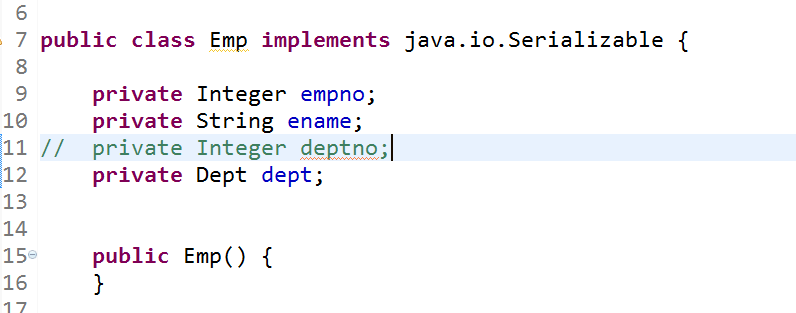 6
7 public class Emp implements java.io.Serializable {
8
9     private Integer empno;
10     private String ename;
11 //  private Integer deptno;
12     private Dept dept;
13
14
15     public Emp() {
16     }
17